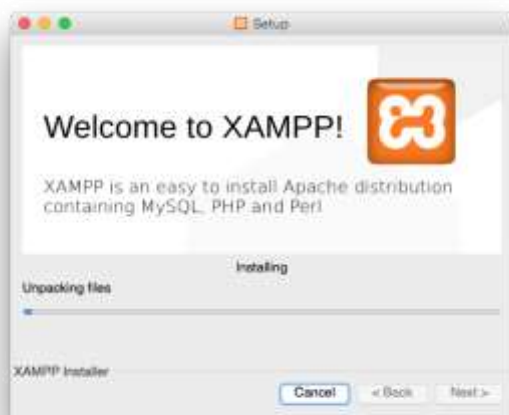 Setup
Welcome to XAMPP!
XAMPP is an easy to install Apache distribution
containing MySQL, PHP and Perl
Installing
Unpacking files
XAMPP Installer
Cancel
< Back
Next >